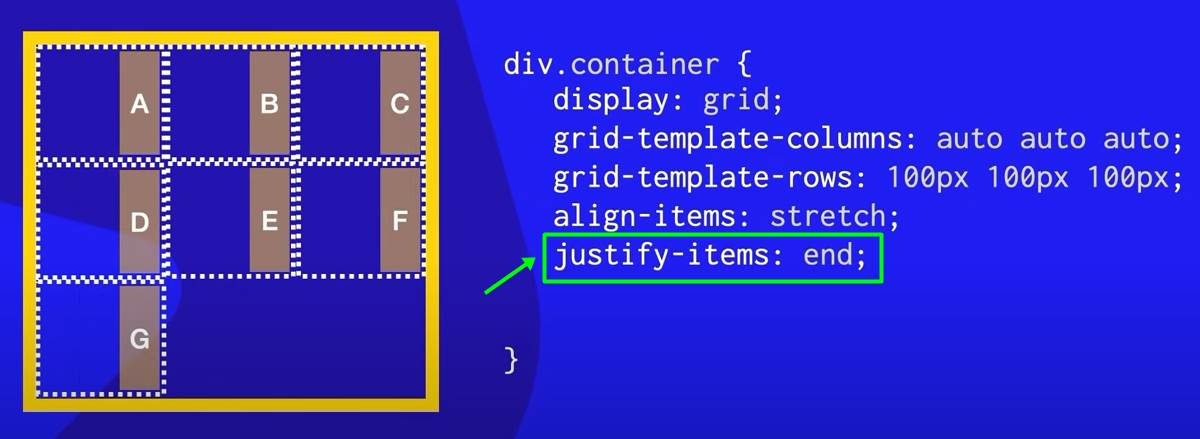 A B C
D E F
G
div.container {
display: grid;
grid-template-columns: auto auto auto;
grid-template-rows: 100px 100px 100px;
align-items: stretch;
justify-items: end;
}